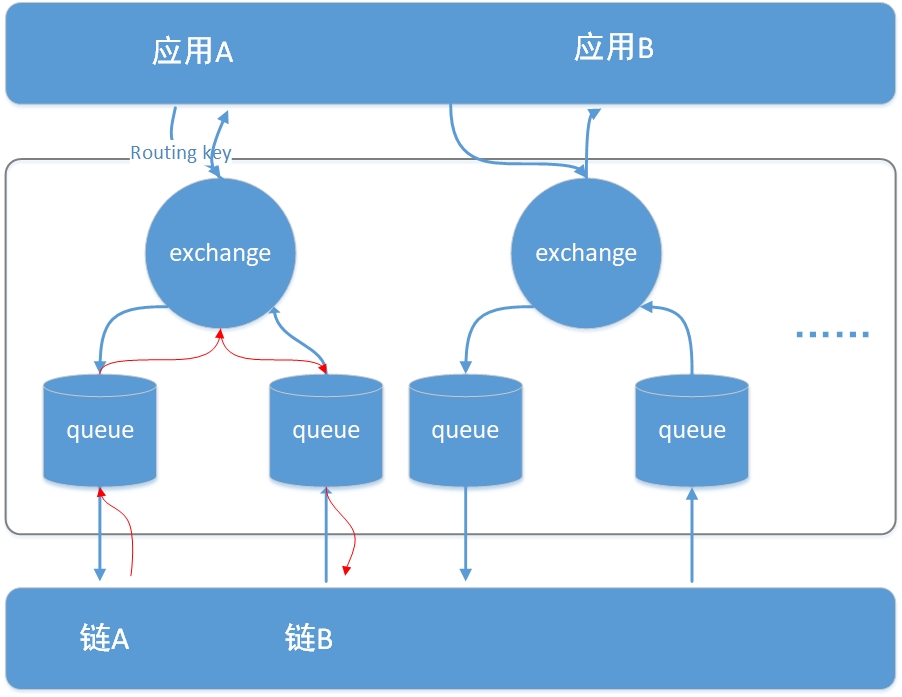 应用A
应用B
Routing key
exchange
exchange
......
queue
queue
queue
queue
链A
链B